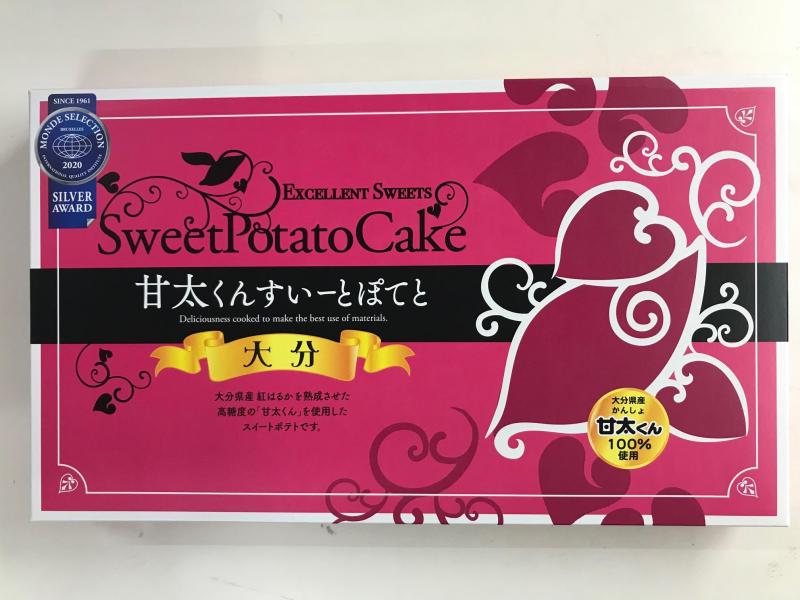 SINCE 1961
MONDE SELECTION
BRUSSELES
2020
INTERNATIONAL QUALITY INSTITUTE
SILVER
AWARD
EXCELLENT SWEETS
SweetPotatoCake
甘太くんすいーとぽてと
Deliciousness cooked to make the best use of materials.
大分
大分県産 紅はるかを熟成させた
高糖度の「甘太くん」を使用した
スイートポテトです。
大分県産
かんしょ
甘太くん
100%
使用